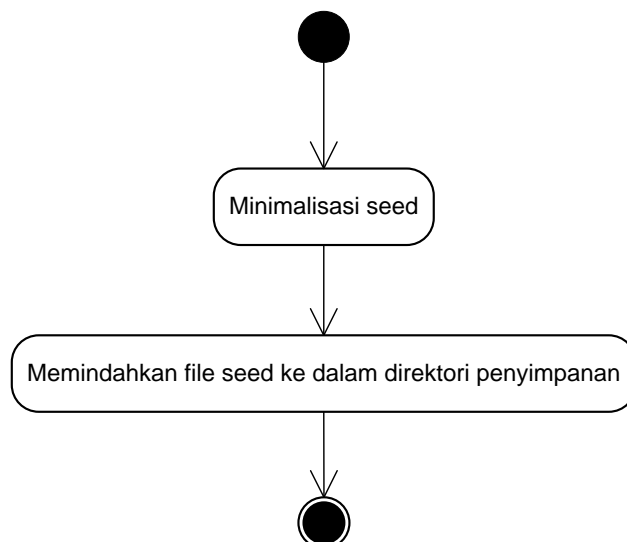 Minimalisasi seed
Memindahkan file seed ke dalam direktori penyimpanan